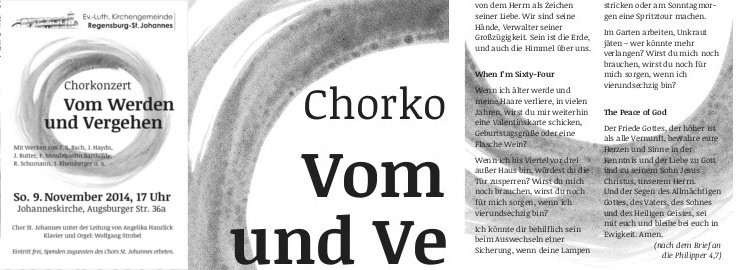 Ev.-Luth. Kirchengemeinde
Regensburg-St. Johannes
Chorkonzert
Vom Werden
und Vergehen
Mit Werken von J. S. Bach, J. Haydn,
J. Rutter, F. Mendelssohn Bartholdy,
R. Schumann, J. Rheinberger u. a.
So. 9. November 2014, 17 Uhr
Johanneskirche, Augsburger Str. 36a
Chor St. Johannes unter der Leitung von Angelika Hanzlick
Klavier und Orgel: Wolfgang Strobel
Eintritt frei, Spenden zugunsten des Chors St. Johannes erbeten.
Chorko
Vom
und Ve
von dem Herrn als Zeichen
seiner Liebe. Wir sind seine
Hände, Verwalter seiner
Großzügigkeit. Sein ist die Erde,
und auch die Himmel über uns.
When I'm Sixty-Four
Wenn ich älter werde und
meine Haare verliere, in vielen
Jahren, wirst du mir weiterhin
eine Valentinskarte schicken,
Geburtstagsgrüße oder eine
Flasche Wein?
Wenn ich bis Viertel vor drei
außer Haus bin, würdest du die
Tür zusperren? Wirst du mich
noch brauchen, wirst du noch
für mich sorgen, wenn ich
vierundsechzig bin?
Ich könnte dir behilflich sein
beim Auswechseln einer
Sicherung, wenn deine Lampen
stricken oder am Sonntagmor-
gen eine Spritztour machen.
Im Garten arbeiten, Unkraut
jäten – wer könnte mehr
verlangen? Wirst du mich noch
brauchen, wirst du noch für
mich sorgen, wenn ich
vierundsechzig bin?
The Peace of God
Der Friede Gottes, der höher ist
als alle Vernunft, bewahre eure
Herzen und Sinne in der
Kenntnis und der Liebe zu Gott
und zu seinem Sohn Jesus
Christus, unserem Herrn.
Und der Segen des Allmächtigen
Gottes, des Vaters, des Sohnes
und des Heiligen Geistes, sei
mit euch und bleibe bei euch in
Ewigkeit. Amen.
(nach dem Brief an
die Philipper 4,7)